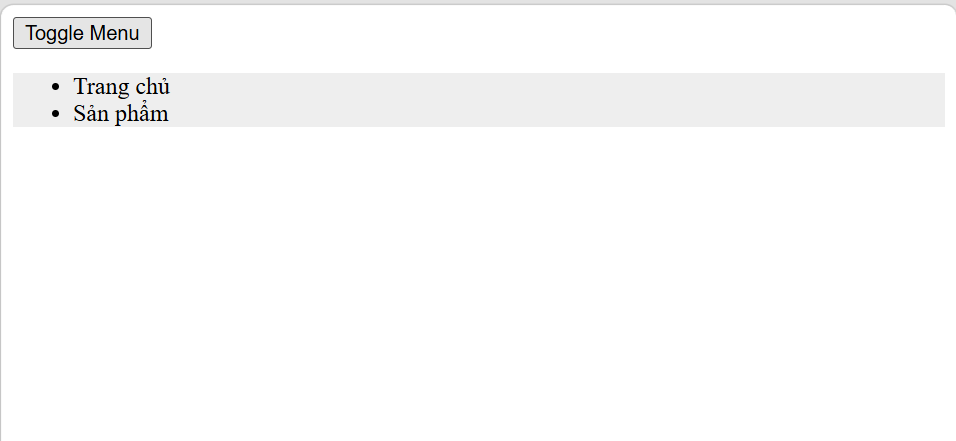 Toggle Menu
Trang chủ
Sản phẩm